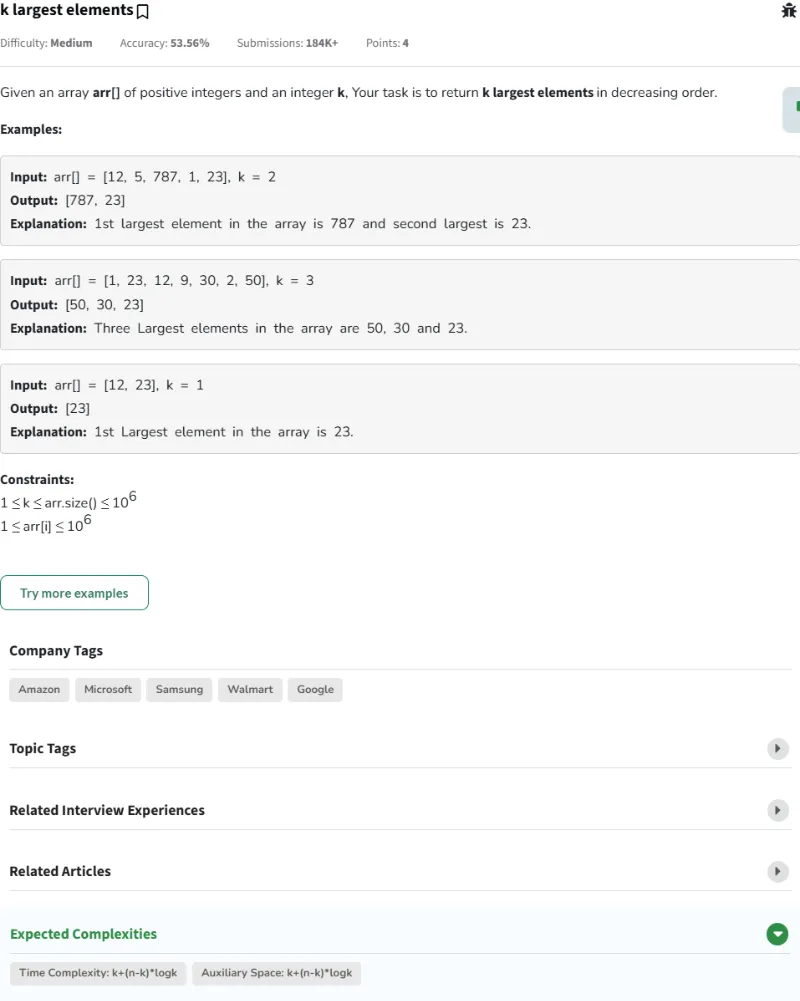 k largest elements
Difficulty: Medium Accuracy: 53.56% Submissions: 184K+ Points: 4
Given an array arr[] of positive integers and an integer k, Your task is to return k largest elements in decreasing order.
Examples:
Input: arr[] = [12, 5, 787, 1, 23], k = 2
Output: [787, 23]
Explanation: 1st largest element in the array is 787 and second largest is 23.
Input: arr[] = [1, 23, 12, 9, 30, 2, 50], k = 3
Output: [50, 30, 23]
Explanation: Three Largest elements in the array are 50, 30 and 23.
Input: arr[] = [12, 23], k = 1
Output: [23]
Explanation: 1st Largest element in the array is 23.
Constraints:
1 ≤ k ≤ arr.size() ≤ 10^6
1 ≤ arr[i] ≤ 10^6
Try more examples
Company Tags
Amazon Microsoft Samsung Walmart Google
Topic Tags
Related Interview Experiences
Related Articles
Expected Complexities
Time Complexity: k+(n-k)*logk Auxiliary Space: k+(n-k)*logk